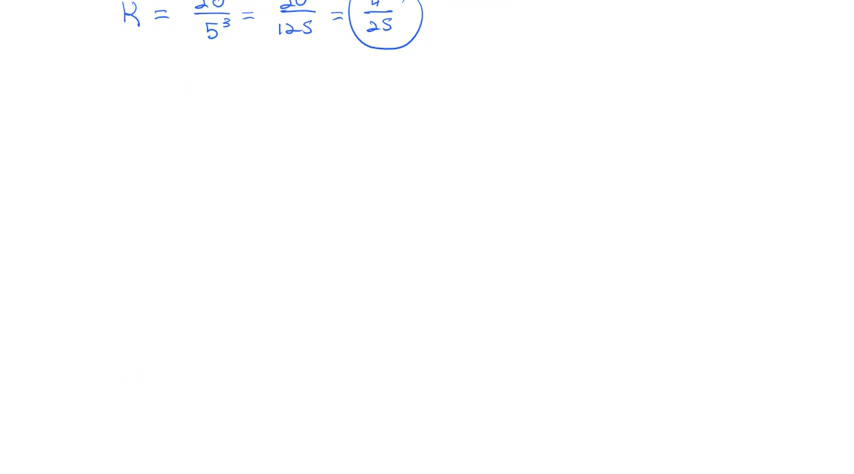 K = 20/5³ = 20/125 = 4/25